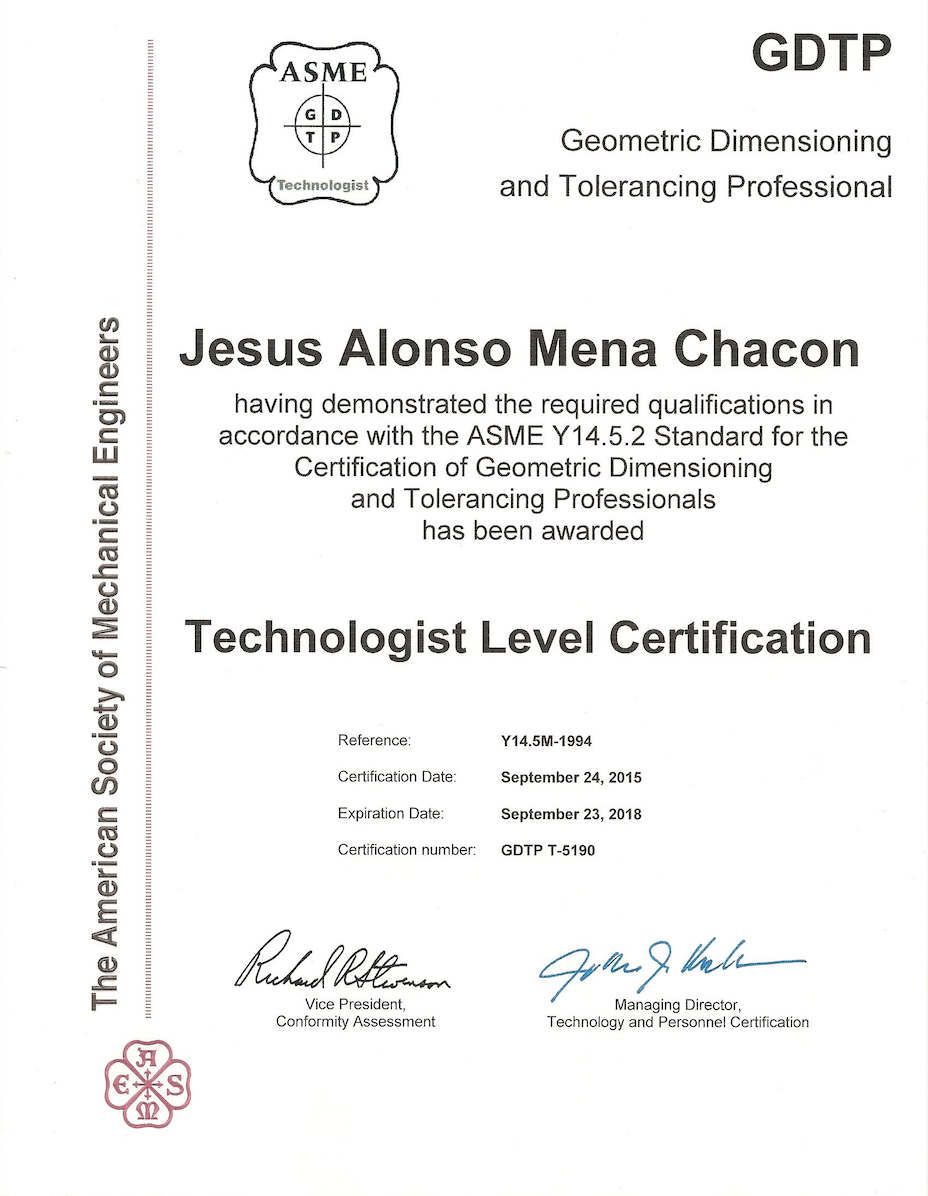 ASME
G D
T P
Technologist
GDTP
Geometric Dimensioning
and Tolerancing Professional
The American Society of Mechanical Engineers
Jesus Alonso Mena Chacon
having demonstrated the required qualifications in
accordance with the ASME Y14.5.2 Standard for the
Certification of Geometric Dimensioning
and Tolerancing Professionals
has been awarded
Technologist Level Certification
Reference: Y14.5M-1994
Certification Date: September 24, 2015
Expiration Date: September 23, 2018
Certification number: GDTP T-5190
Richard R Stevenson
Vice President,
Conformity Assessment
Managing Director,
Technology and Personnel Certification
A
E S
M